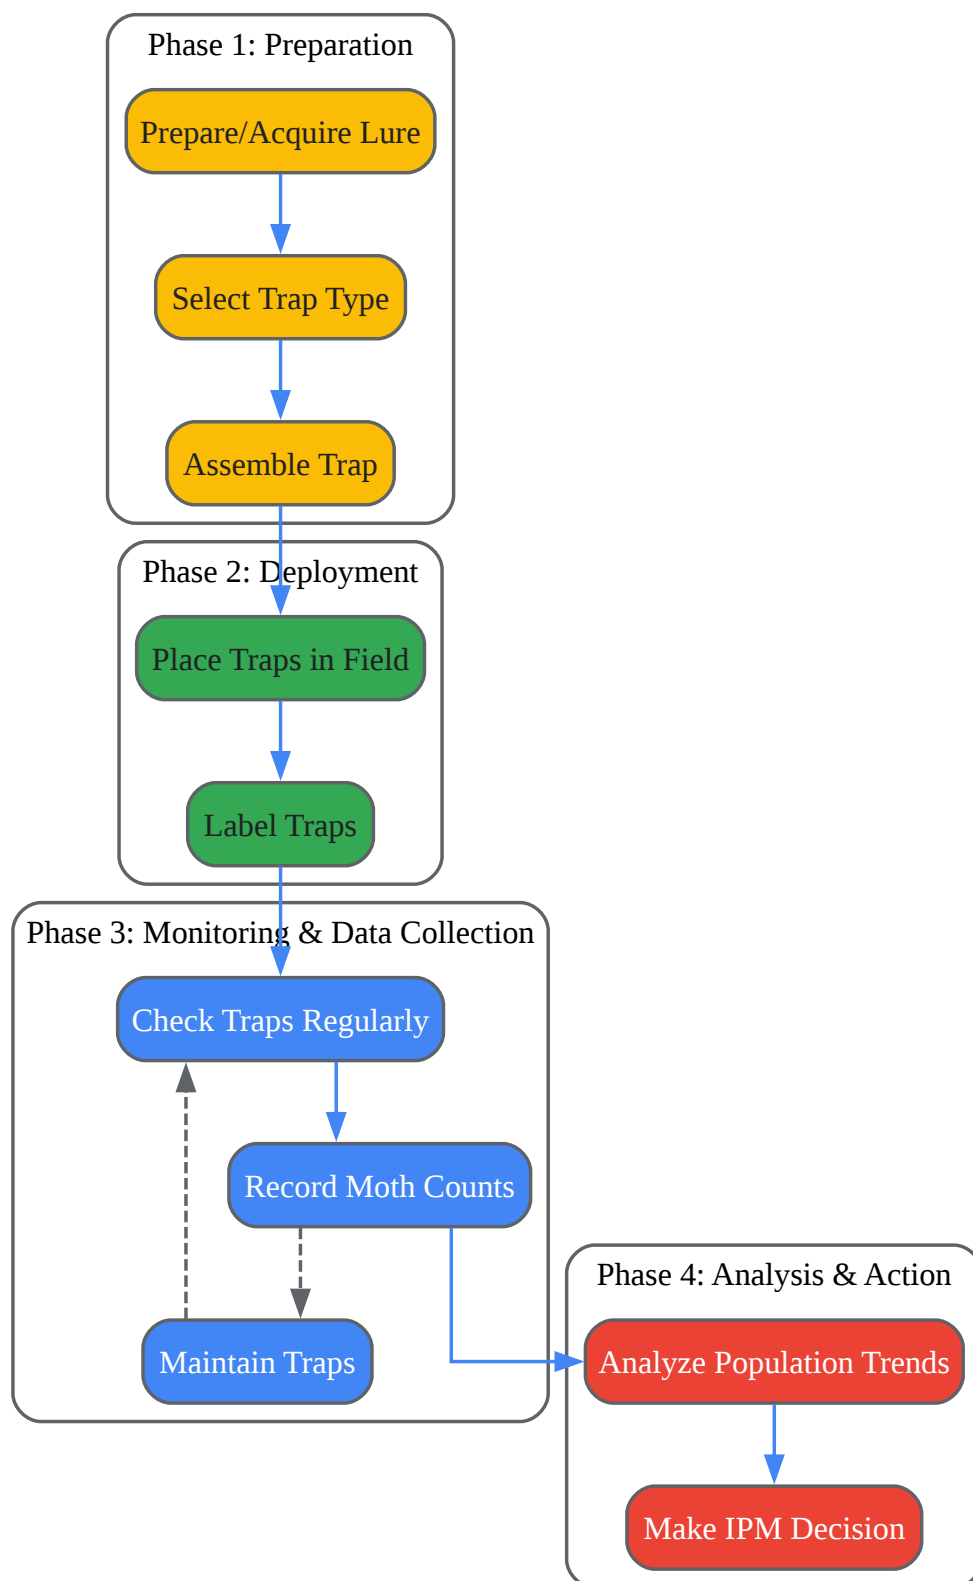 Phase 1: Preparation
Prepare/Acquire Lure
Select Trap Type
Assemble Trap
Phase 2: Deployment
Place Traps in Field
Label Traps
Phase 3: Monitoring & Data Collection
Check Traps Regularly
Record Moth Counts
Maintain Traps
Phase 4: Analysis & Action
Analyze Population Trends
Make IPM Decision